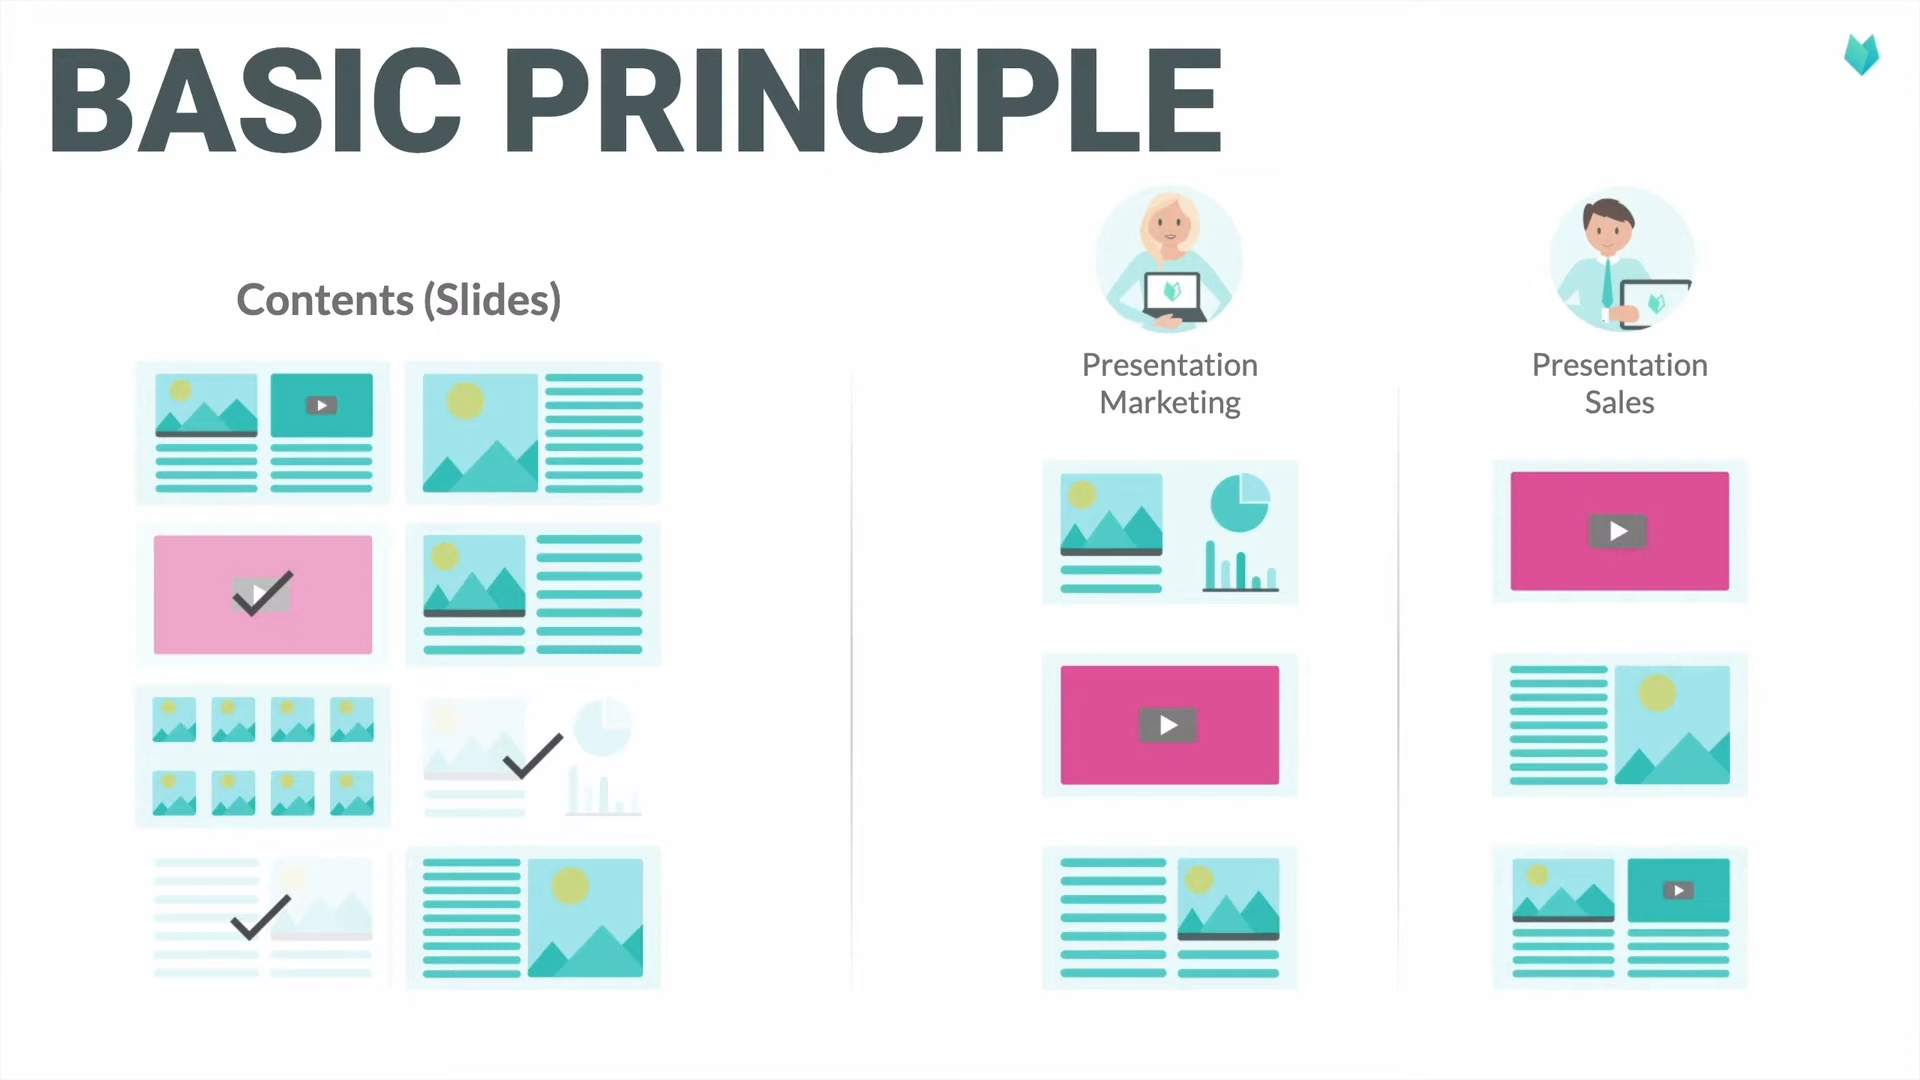 BASIC PRINCIPLE
Contents (Slides)
Presentation
Marketing
Presentation
Sales